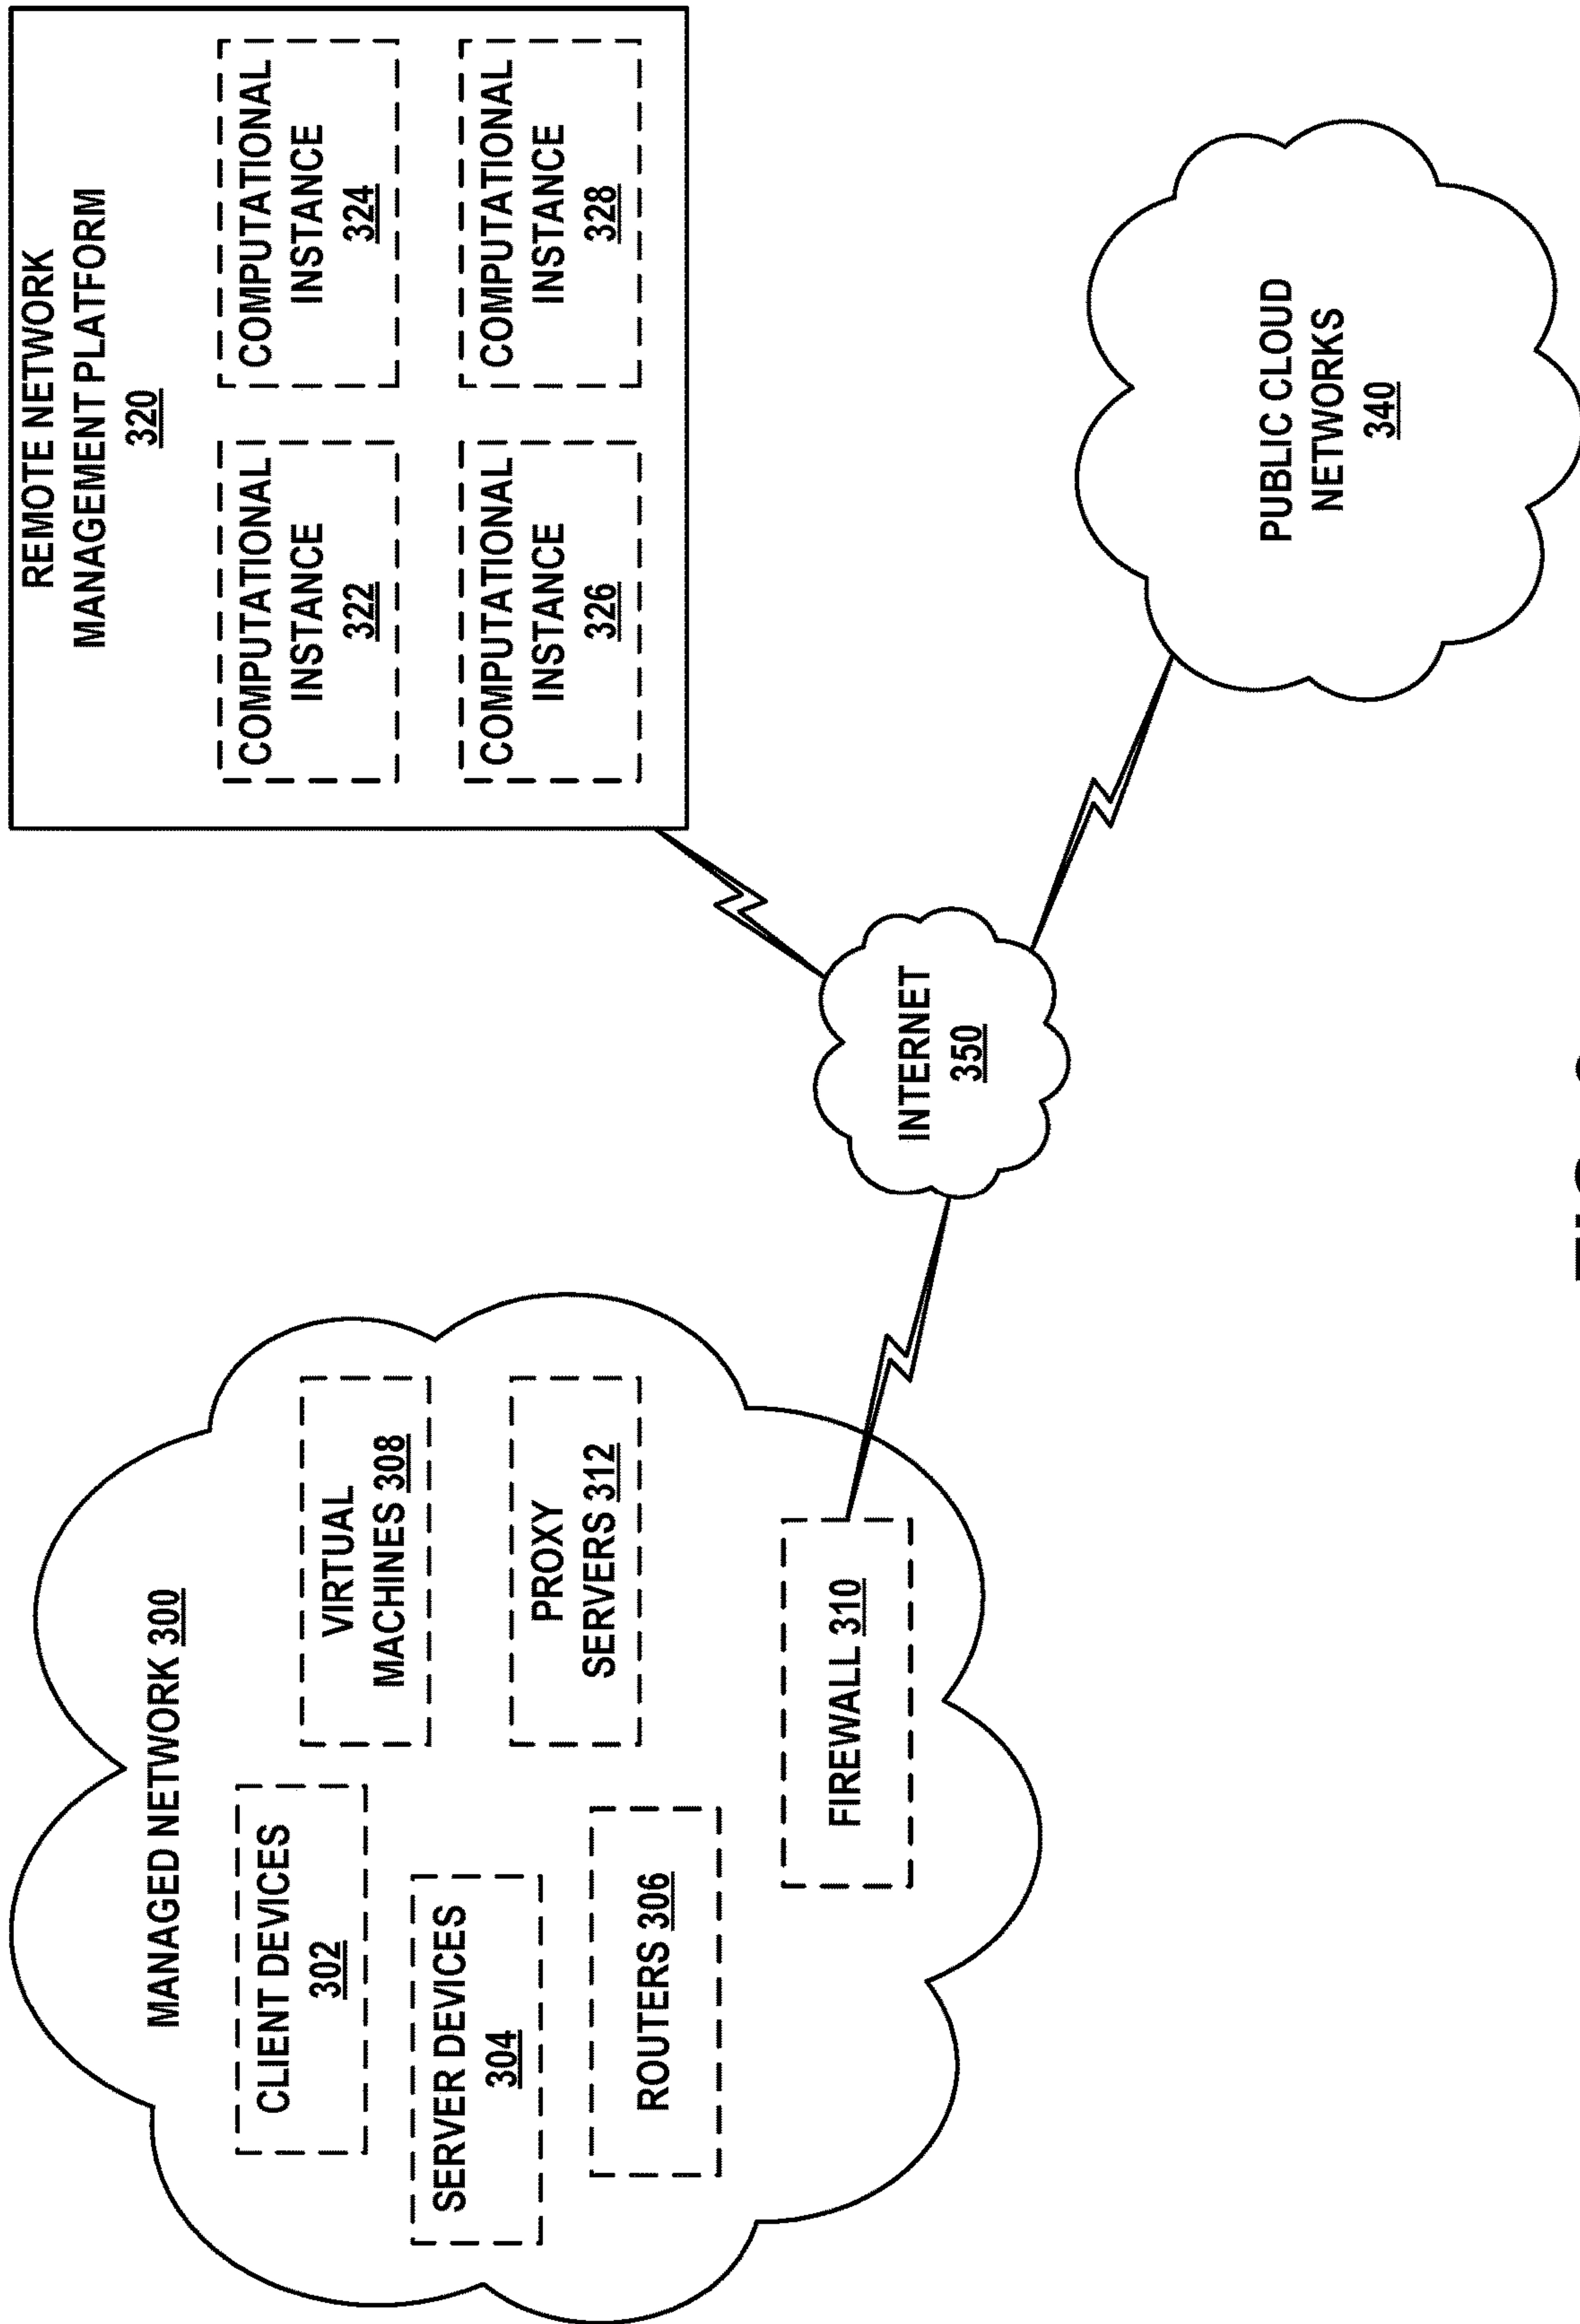 MANAGED NETWORK 300
CLIENT DEVICES
302
SERVER DEVICES
304
ROUTERS 306
VIRTUAL
MACHINES 308
PROXY
SERVERS 312
FIREWALL 310
INTERNET
350
REMOTE NETWORK
MANAGEMENT PLATFORM
320
COMPUTATIONAL
INSTANCE
322
COMPUTATIONAL
INSTANCE
324
COMPUTATIONAL
INSTANCE
326
COMPUTATIONAL
INSTANCE
328
PUBLIC CLOUD
NETWORKS
340